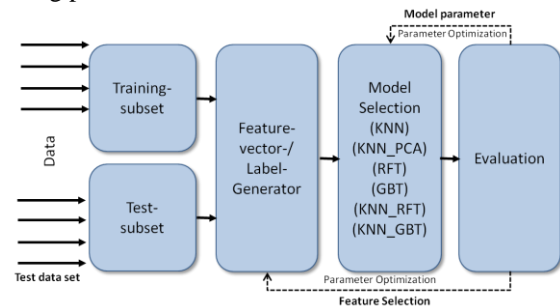 g p
Model parameter
Parameter Optimization
Training-
subset
Data
Test-
subset
Test data set
Feature-
vector-/
Label-
Generator
Model
Selection
(KNN)
(KNN_PCA)
(RFT)
(GBT)
(KNN_RFT)
(KNN_GBT)
Evaluation
Parameter Optimization
Feature Selection